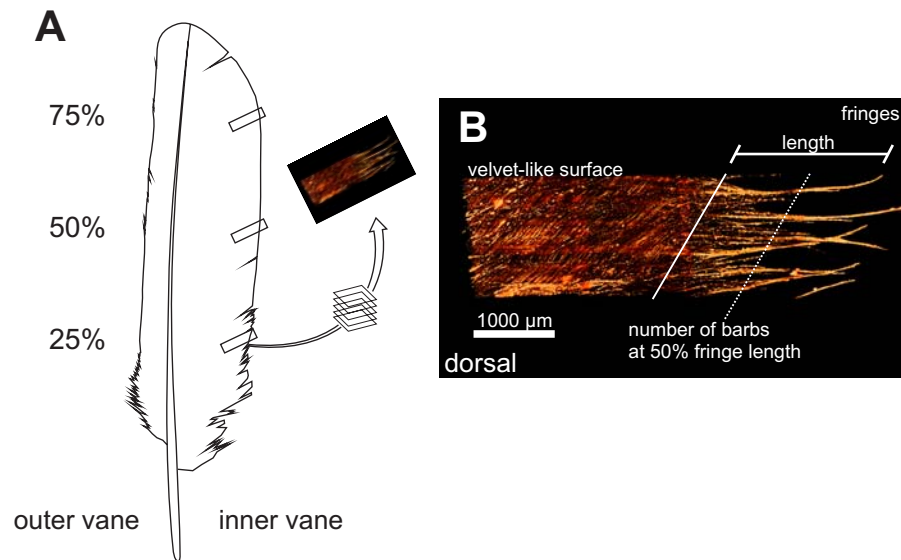 A
75%
50%
25%
outer vane
inner vane
B
fringes
length
velvet-like surface
1000 µm
number of barbs
at 50% fringe length
dorsal